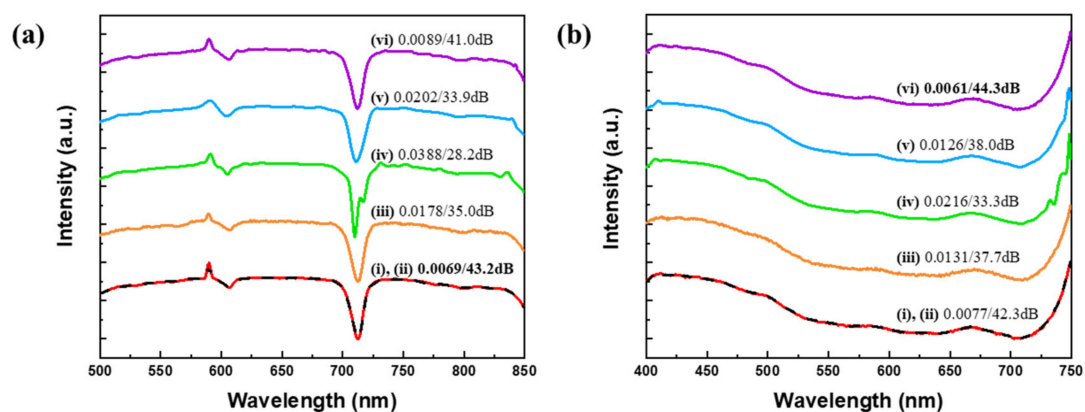 (a)
Intensity (a.u.)
(vi) 0.0089/41.0dB
(v) 0.0202/33.9dB
(iv) 0.0388/28.2dB
(iii) 0.0178/35.0dB
(i), (ii) 0.0069/43.2dB
500 550 600 650 700 750 800 850
Wavelength (nm)
(b)
Intensity (a.u.)
(vi) 0.0061/44.3dB
(v) 0.0126/38.0dB
(iv) 0.0216/33.3dB
(iii) 0.0131/37.7dB
(i), (ii) 0.0077/42.3dB
400 450 500 550 600 650 700 750
Wavelength (nm)